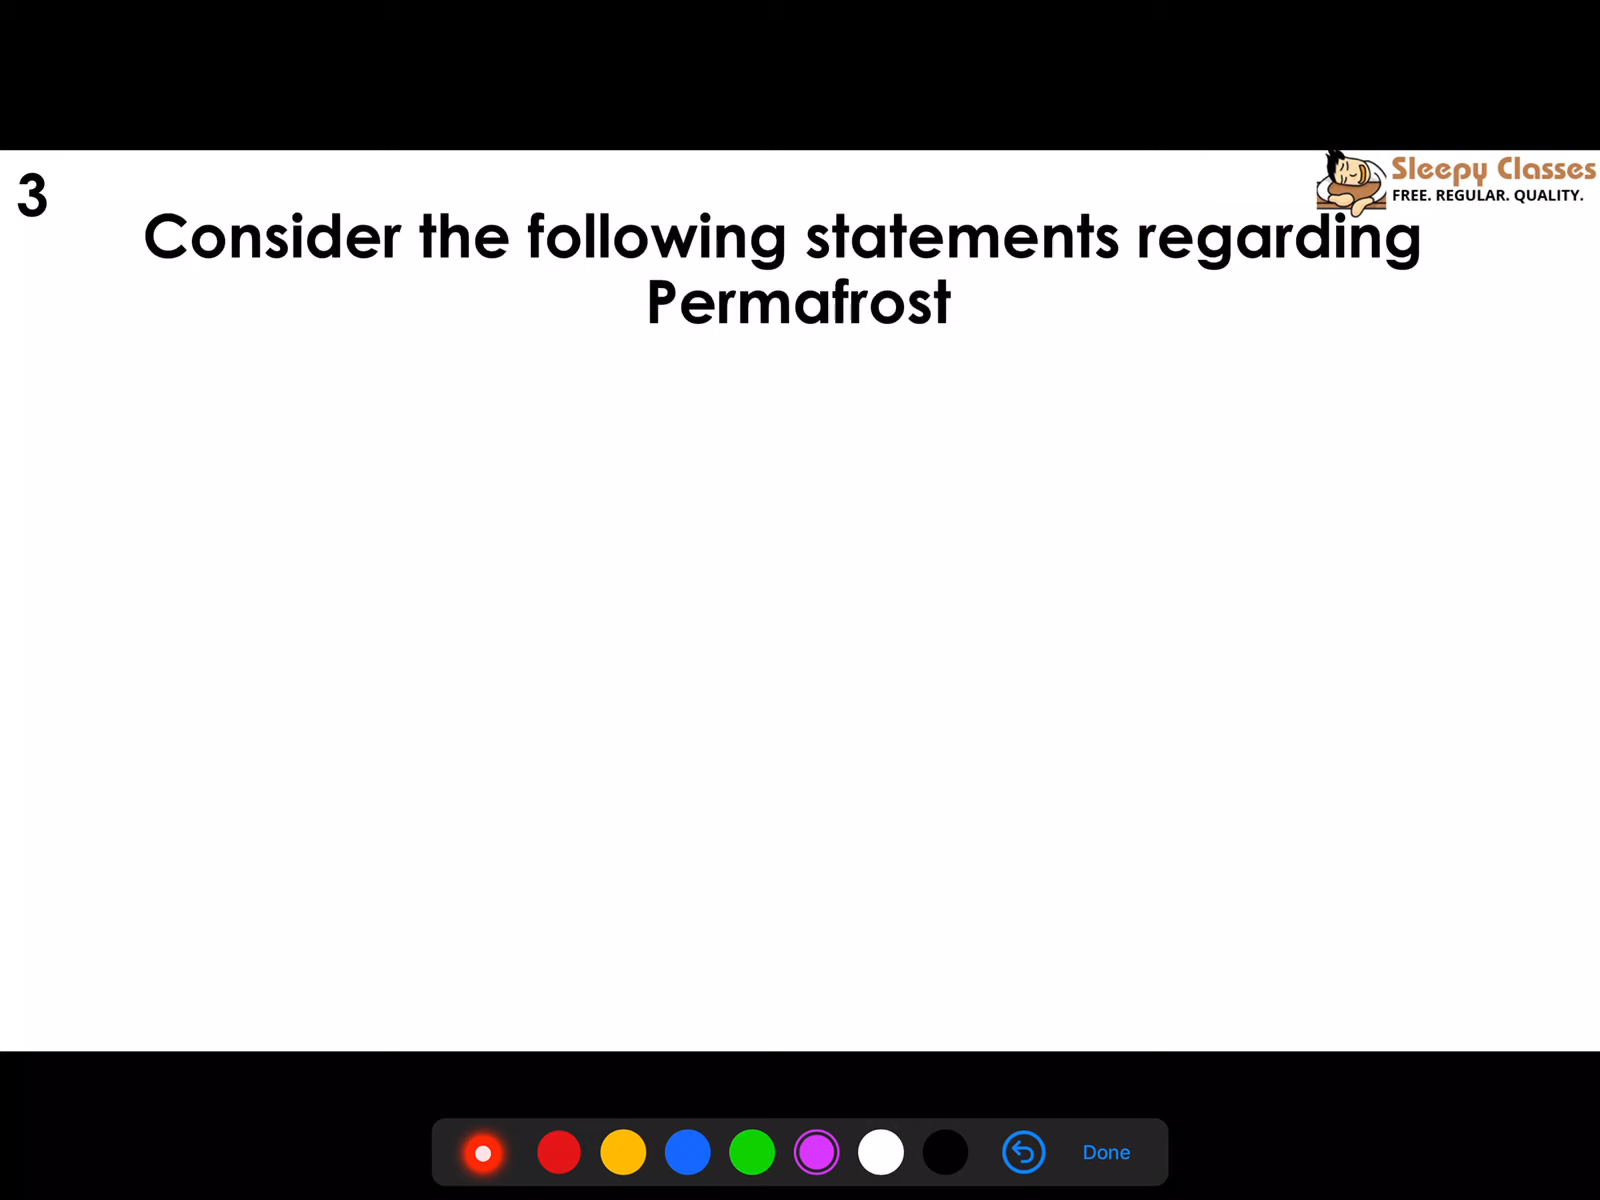 3
Sleepy Classes
FREE. REGULAR. QUALITY.
Consider the following statements regarding
Permafrost
Done